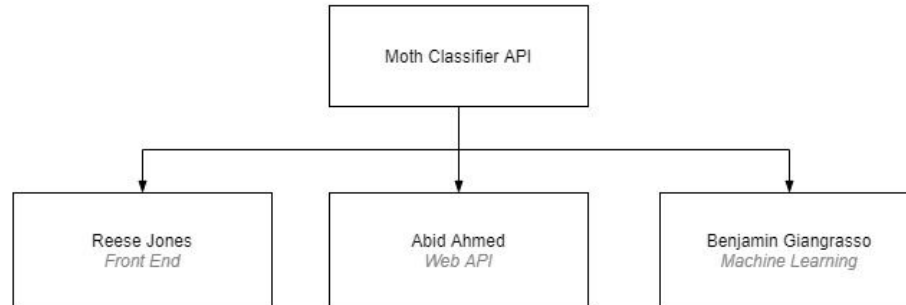 Moth Classifier API
Reese Jones
Front End
Abid Ahmed
Web API
Benjamin Giangrasso
Machine Learning